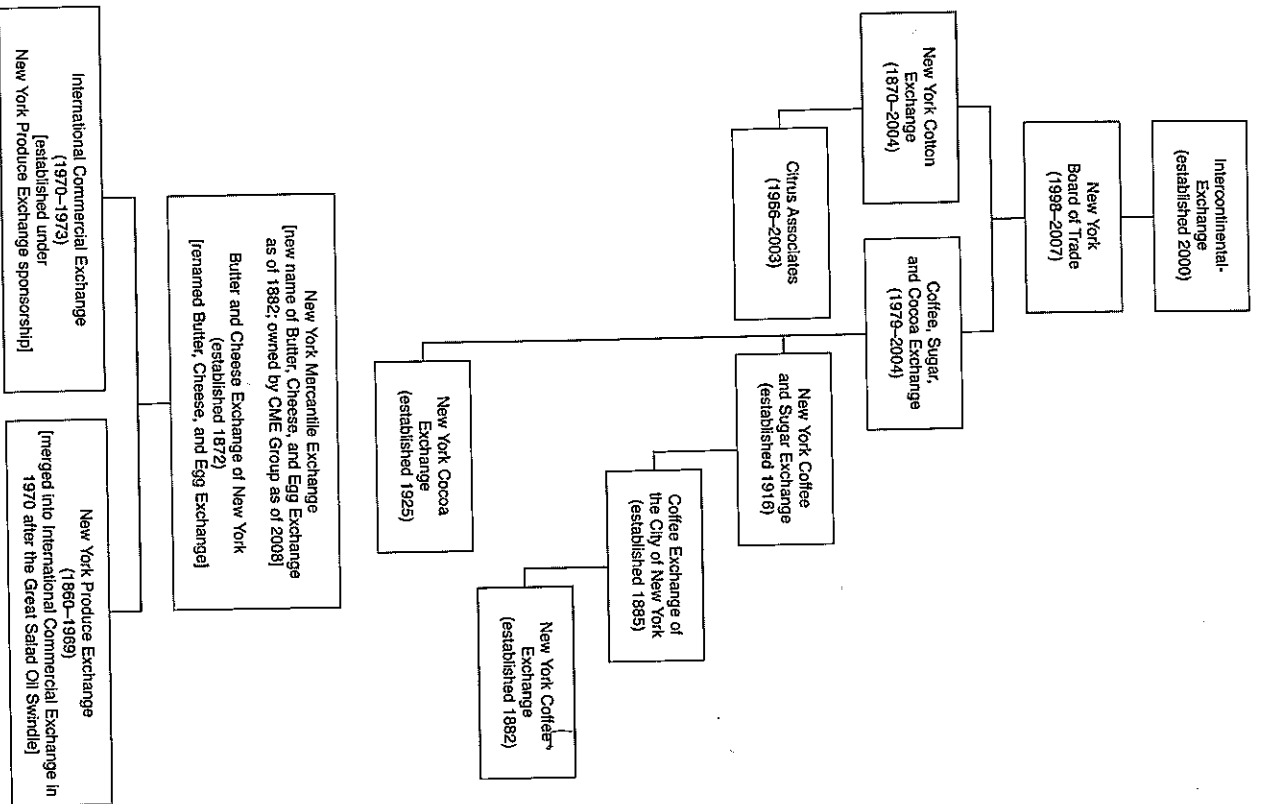 Intercontinental-
Exchange
(established 2000)
New York
Board of Trade
(1998–2007)
New York Cotton
Exchange
(1870–2004)
Coffee, Sugar,
and Cocoa Exchange
(1979–2004)
Citrus Associates
(1966–2003)
New York Coffee
and Sugar Exchange
(established 1916)
New York Cocoa
Exchange
(established 1925)
Coffee Exchange of
the City of New York
(established 1885)
New York Coffee
Exchange
(established 1882)
New York Mercantile Exchange
[new name of Butter, Cheese, and Egg Exchange
as of 1882; owned by CME Group as of 2008]
Butter and Cheese Exchange of New York
(established 1872)
[renamed Butter, Cheese, and Egg Exchange]
International Commercial Exchange
(1970–1973)
[established under
New York Produce Exchange sponsorship]
New York Produce Exchange
(1860–1969)
[merged into International Commercial Exchange in
1970 after the Great Salad Oil Swindle]